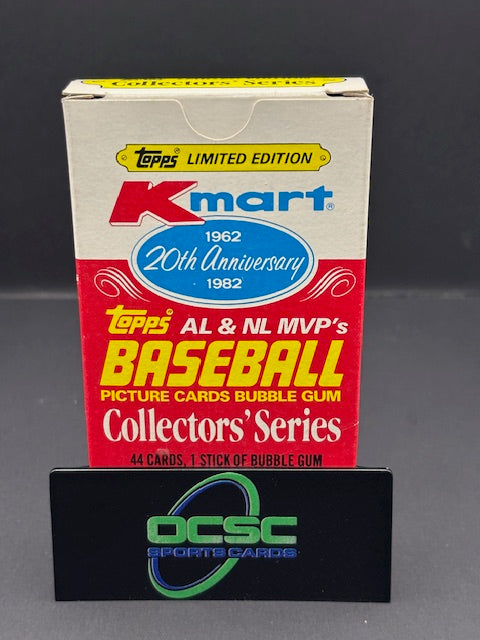 Collectors' Series
Topps LIMITED EDITION
Kmart®
1962
20th Anniversary
1982
Topps AL & NL MVP's
BASEBALL
PICTURE CARDS BUBBLE GUM
Collectors' Series
44 CARDS, 1 STICK OF BUBBLE GUM
OCSC
SPORTS CARDS